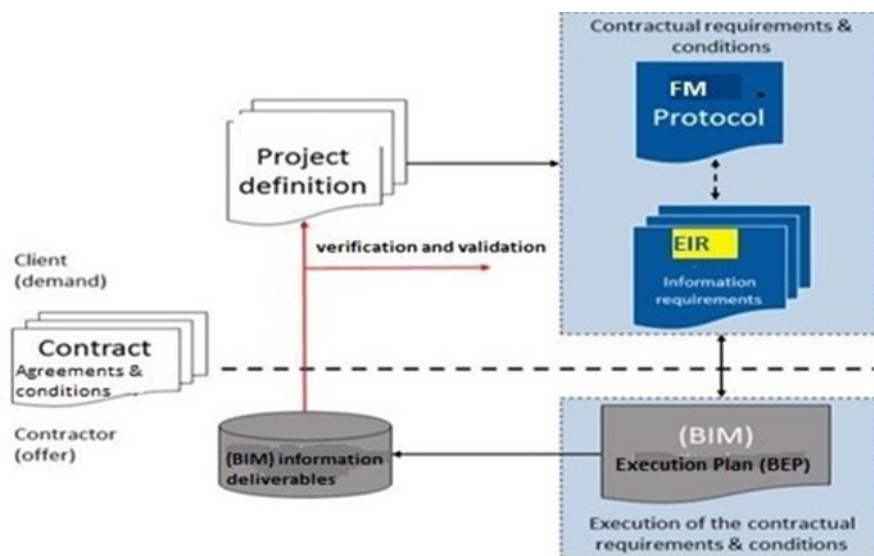 Contractual requirements &
conditions
FM
Protocol
Project
definition
verification and validation
EIR
Information
requirements
Client
(demand)
Contract
Agreements &
conditions
Contractor
(offer)
(BIM) information
deliverables
(BIM)
Execution Plan (BEP)
Execution of the contractual
requirements & conditions